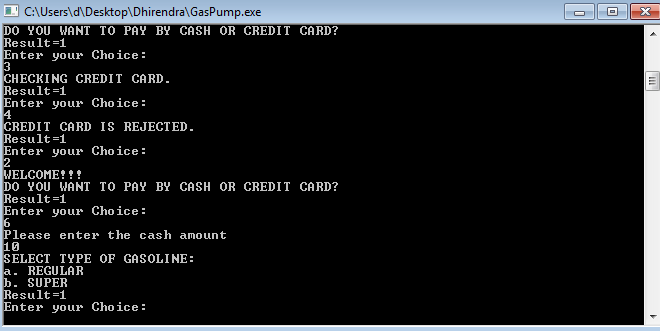 C:\Users\d\Desktop\Dhirendra\GasPump.exe
DO YOU WANT TO PAY BY CASH OR CREDIT CARD?
Result=1
Enter your Choice:
3
CHECKING CREDIT CARD.
Result=1
Enter your Choice:
4
CREDIT CARD IS REJECTED.
Result=1
Enter your Choice:
2
WELCOME!!!
DO YOU WANT TO PAY BY CASH OR CREDIT CARD?
Result=1
Enter your Choice:
6
Please enter the cash amount
10
SELECT TYPE OF GASOLINE:
a. REGULAR
b. SUPER
Result=1
Enter your Choice: